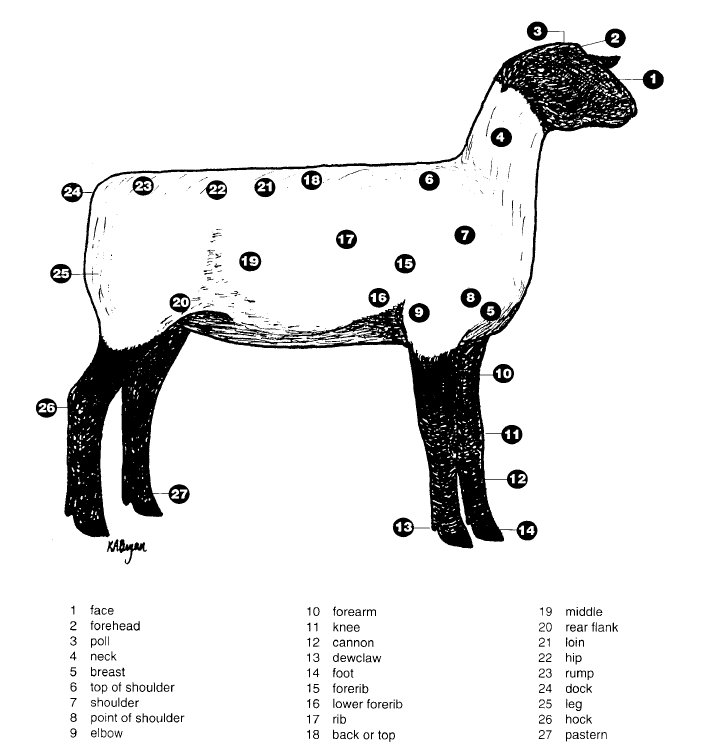 3
2
1
4
24
23
22
21
18
6
7
17
19
15
25
20
16
8
9
5
10
26
11
12
27
13
14
KABryan
1 face
2 forehead
3 poll
4 neck
5 breast
6 top of shoulder
7 shoulder
8 point of shoulder
9 elbow
10 forearm
11 knee
12 cannon
13 dewclaw
14 foot
15 forerib
16 lower forerib
17 rib
18 back or top
19 middle
20 rear flank
21 loin
22 hip
23 rump
24 dock
25 leg
26 hock
27 pastern